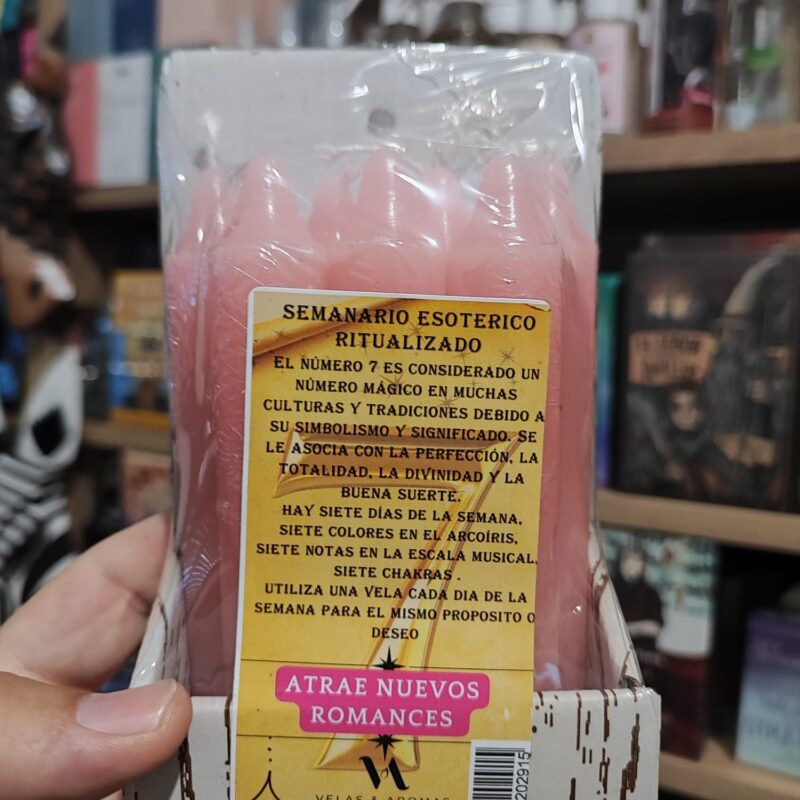 SEMANARIO ESOTERICO
RITUALIZADO
EL NÚMERO 7 ES CONSIDERADO UN
NÚMERO MÁGICO EN MUCHAS
CULTURAS Y TRADICIONES DEBIDO A
SU SIMBOLISMO Y SIGNIFICADO. SE
LE ASOCIA CON LA PERFECCIÓN, LA
TOTALIDAD, LA DIVINIDAD Y LA
BUENA SUERTE.
HAY SIETE DÍAS DE LA SEMANA,
SIETE COLORES EN EL ARCOÍRIS,
SIETE NOTAS EN LA ESCALA MUSICAL,
SIETE CHAKRAS .
UTILIZA UNA VELA CADA DIA DE LA
SEMANA PARA EL MISMO PROPOSITO O
DESEO
ATRAE NUEVOS
ROMANCES
VELAS & AROMAS
202915